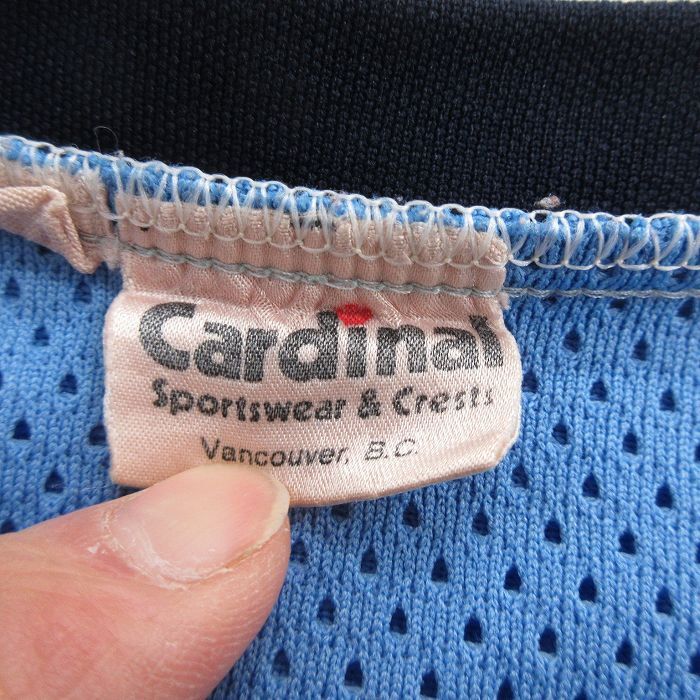 Cardinal
Sportswear & Crests
Vancouver, B.C.